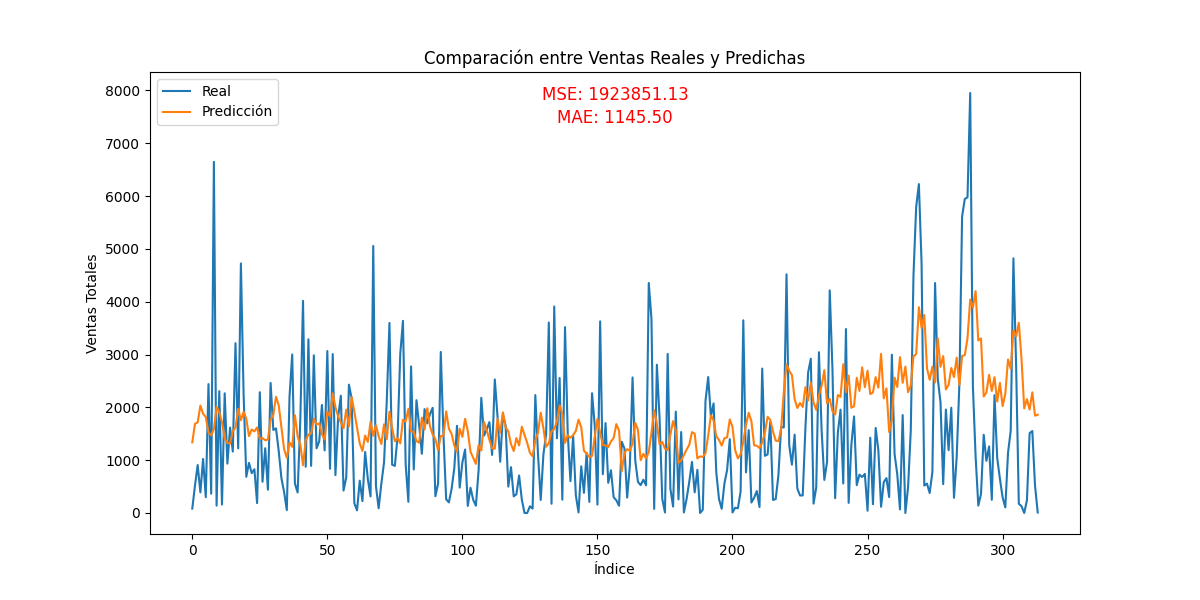 Comparación entre Ventas Reales y Predichas
Real
Predicción
MSE: 1923851.13
MAE: 1145.50
8000
7000
6000
5000
4000
3000
2000
1000
0
Ventas Totales
0 50 100 150 200 250 300
Índice